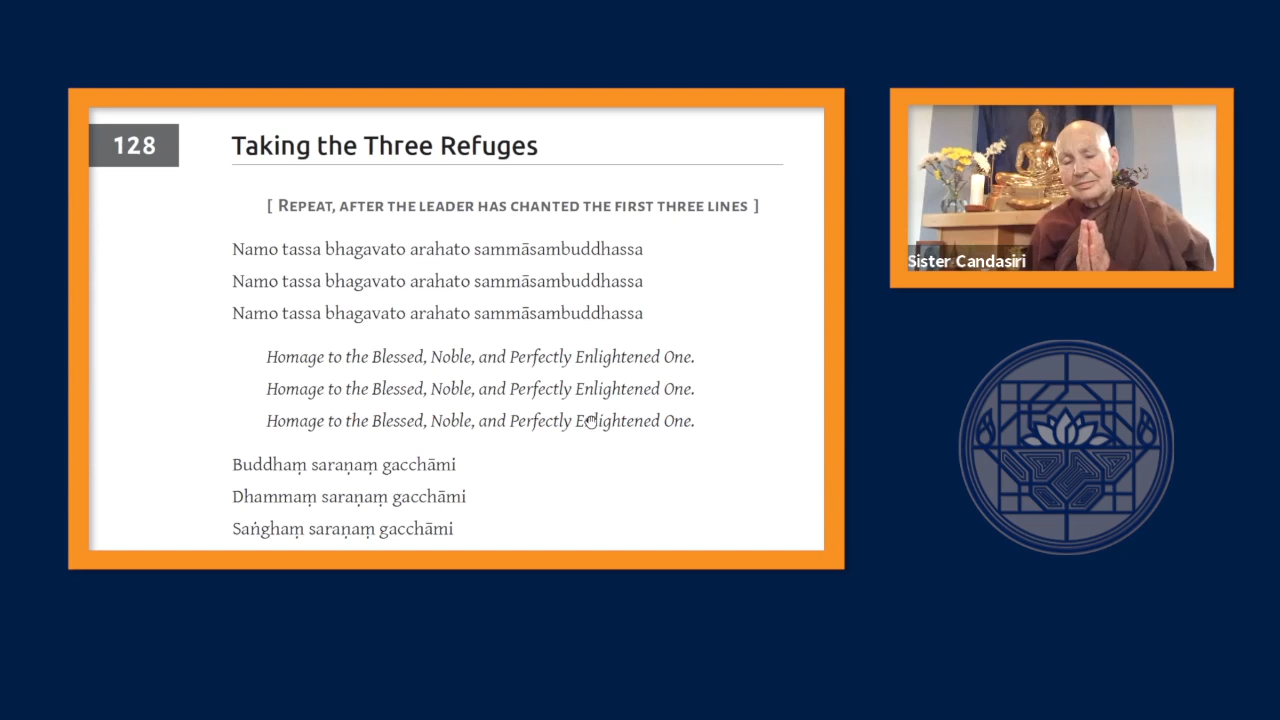 128
Taking the Three Refuges
[ REPEAT, AFTER THE LEADER HAS CHANTED THE FIRST THREE LINES ]
Namo tassa bhagavato arahato sammāsambuddhassa
Namo tassa bhagavato arahato sammāsambuddhassa
Namo tassa bhagavato arahato sammāsambuddhassa
Homage to the Blessed, Noble, and Perfectly Enlightened One.
Homage to the Blessed, Noble, and Perfectly Enlightened One.
Homage to the Blessed, Noble, and Perfectly Enlightened One.
Buddhaṃ saraṇaṃ gacchāmi
Dhammaṃ saraṇaṃ gacchāmi
Saṅghaṃ saraṇaṃ gacchāmi
Sister Candasiri